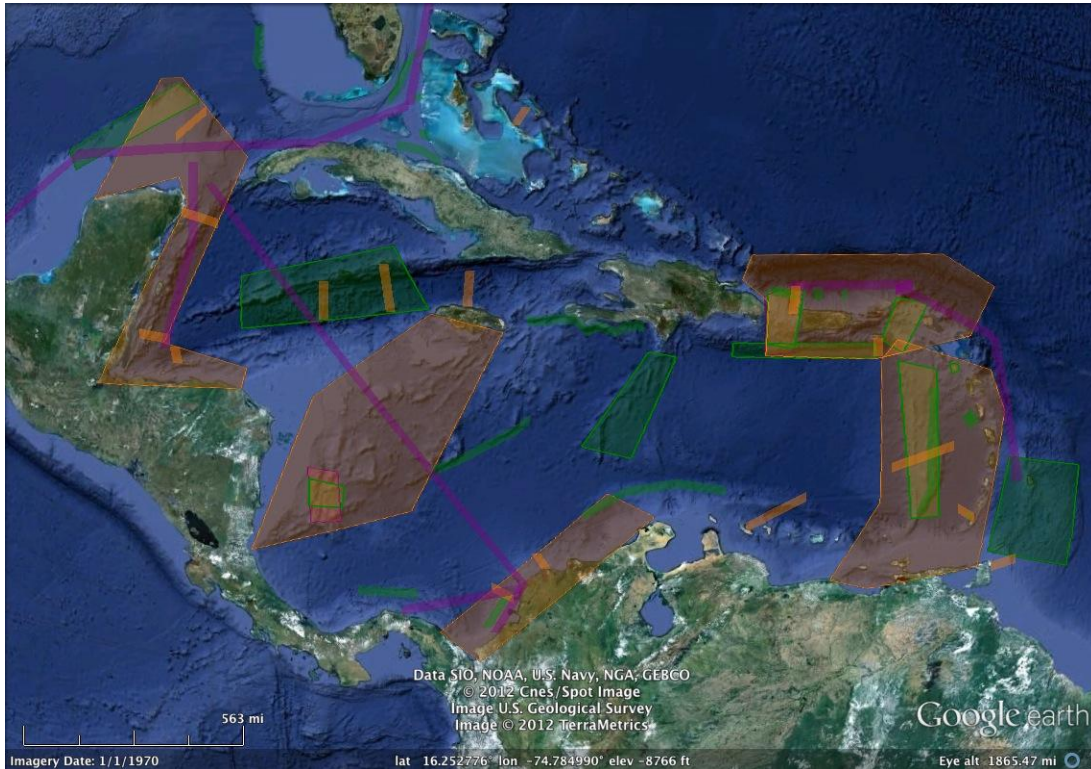 Data SIO, NOAA, U.S. Navy, NGA, GEBCO
© 2012 Cnes/Spot Image
Image U.S. Geological Survey
Image © 2012 TerraMetrics
563 mi
Google earth
Imagery Date: 1/1/1970 lat 16.252776 lon -74.784990° elev -8766 ft Eye alt 1865.47 mi